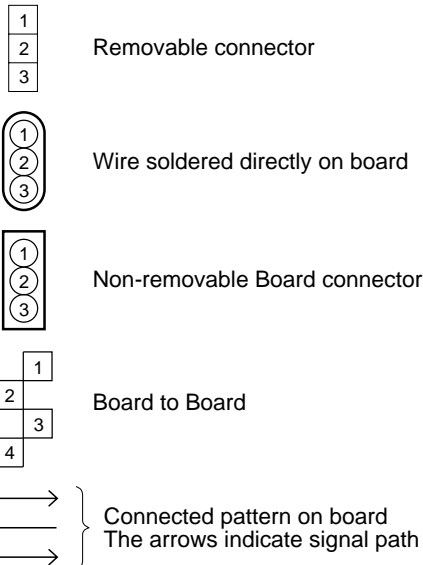 1
2
3
Removable connector
1
2
3
Wire soldered directly on board
1
2
3
Non-removable Board connector
1
2
3
4
Board to Board
Connected pattern on board
The arrows indicate signal path